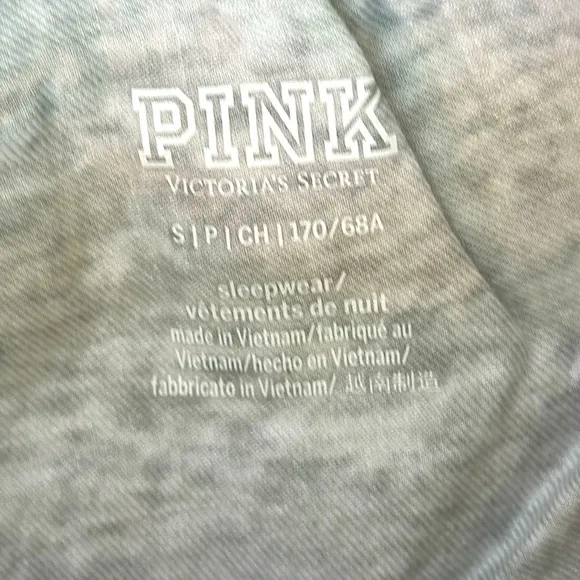 PINK
VICTORIA'S SECRET
S|P|CH|170/68A
sleepwear/
vêtements de nuit
made in Vietnam/fabriqué au
Vietnam/hecho en Vietnam/
fabbricato in Vietnam/ 越南制造